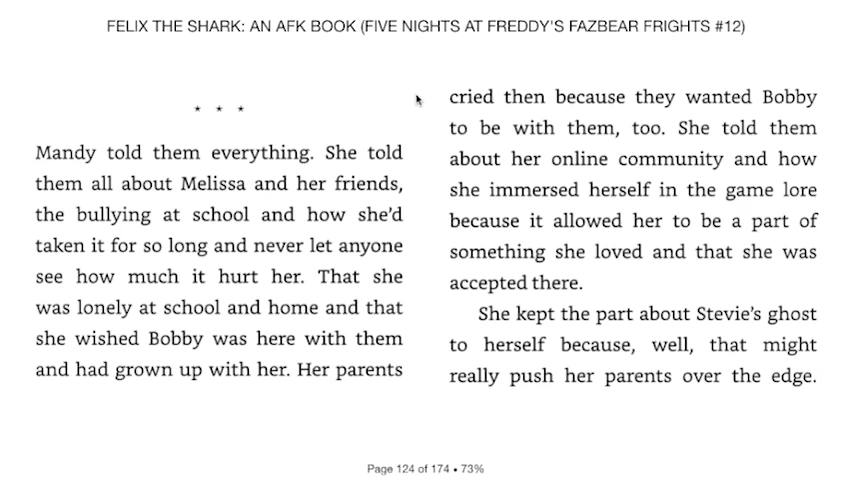 FELIX THE SHARK: AN AFK BOOK (FIVE NIGHTS AT FREDDY'S FAZBEAR FRIGHTS #12)
* * *
Mandy told them everything. She told
them all about Melissa and her friends,
the bullying at school and how she’d
taken it for so long and never let anyone
see how much it hurt her. That she
was lonely at school and home and that
she wished Bobby was here with them
and had grown up with her. Her parents
cried then because they wanted Bobby
to be with them, too. She told them
about her online community and how
she immersed herself in the game lore
because it allowed her to be a part of
something she loved and that she was
accepted there.
She kept the part about Stevie’s ghost
to herself because, well, that might
really push her parents over the edge.
Page 124 of 174 • 73%